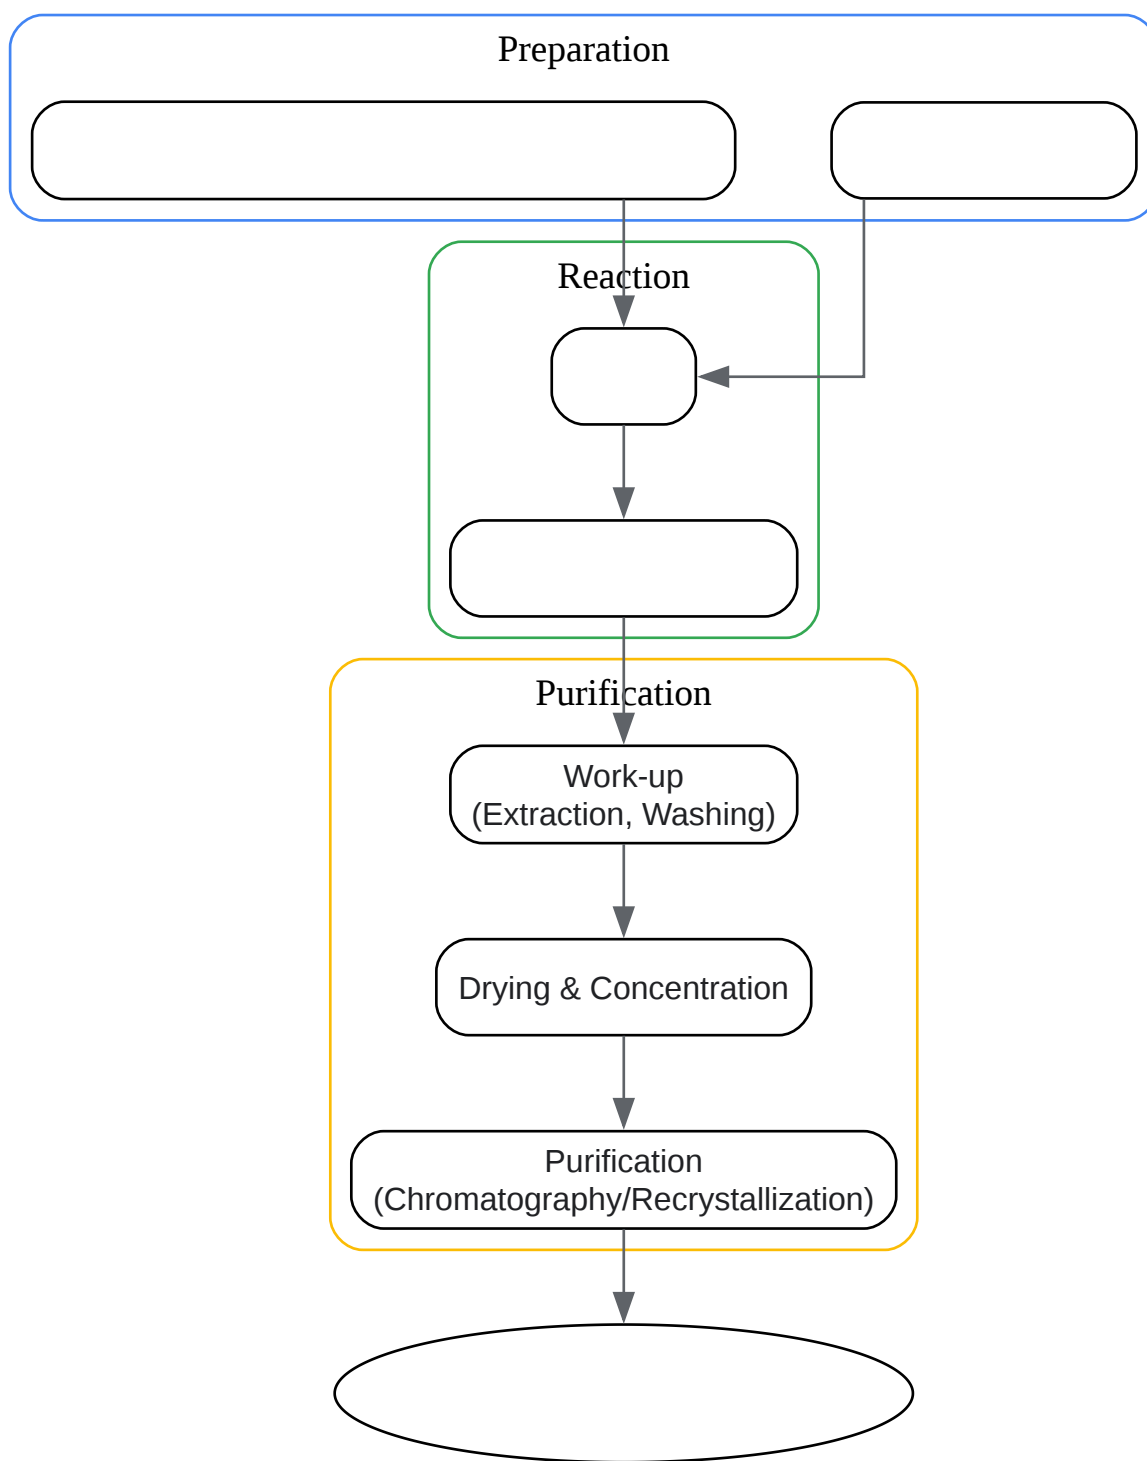 Preparation
Reaction
Purification
Work-up
(Extraction, Washing)
Drying & Concentration
Purification
(Chromatography/Recrystallization)